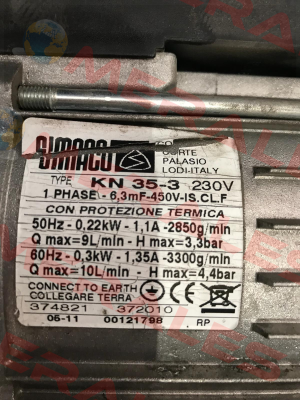 SIMACO
CORTE
PALASIO
LODI-ITALY
TYPE KN 35-3 230V
1 PHASE - 6,3mF-450V-IS.CL.F
CON PROTEZIONE TERMICA
50Hz - 0,22kW - 1,1A -2850g/min
Q max=9L/min - H max=3,3bar
60Hz - 0,3kW - 1,35A -3300g/min
Q max=10L/min - H max=4,4bar
CONNECT TO EARTH
COLLEGARE TERRA
CE
374821 372010
05-11 00121798 RP